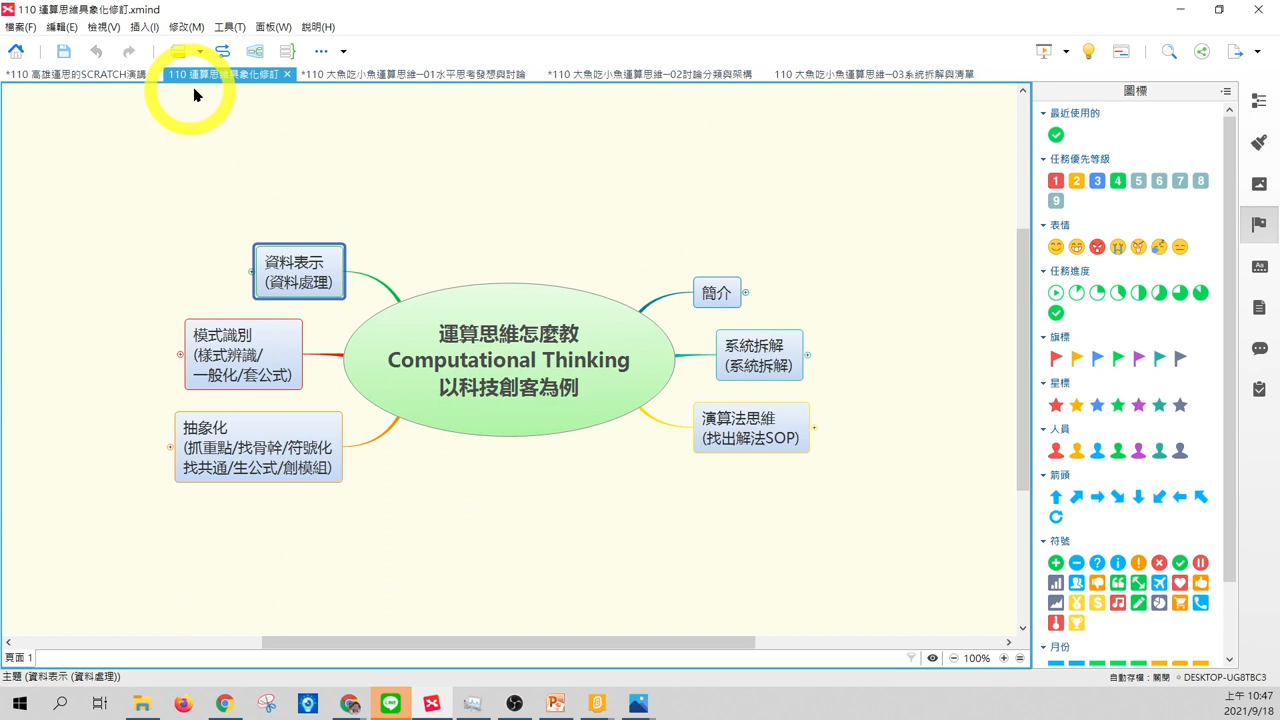 110 運算思維具象化修訂.xmind
檔案(F) 編輯(E) 檢視(V) 插入(I) 修改(M) 工具(T) 面板(W) 說明(H)
*110 高雄運思的SCRATCH演講 110 運算思維具象化修訂 *110 大魚吃小魚運算思維—01水平思考發想與討論 *110 大魚吃小魚運算思維—02討論分類與架構 110 大魚吃小魚運算思維—03系統拆解與清單
圖標
最近使用的
任務優先等級
1 2 3 4 5 6 7 8
9
表情
任務進度
旗標
星標
人員
箭頭
符號
月份
資料表示
(資料處理)
模式識別
(樣式辨識/
一般化/套公式)
抽象化
(抓重點/找骨幹/符號化
找共通/生公式/創模組)
運算思維怎麼教
Computational Thinking
以科技創客為例
簡介
系統拆解
(系統拆解)
演算法思維
(找出解法SOP)
頁面 1
100%
主題 (資料表示 (資料處理))
自動存檔：關閉
DESKTOP-UG8TBC3
LINE
上午 10:47
2021/9/18